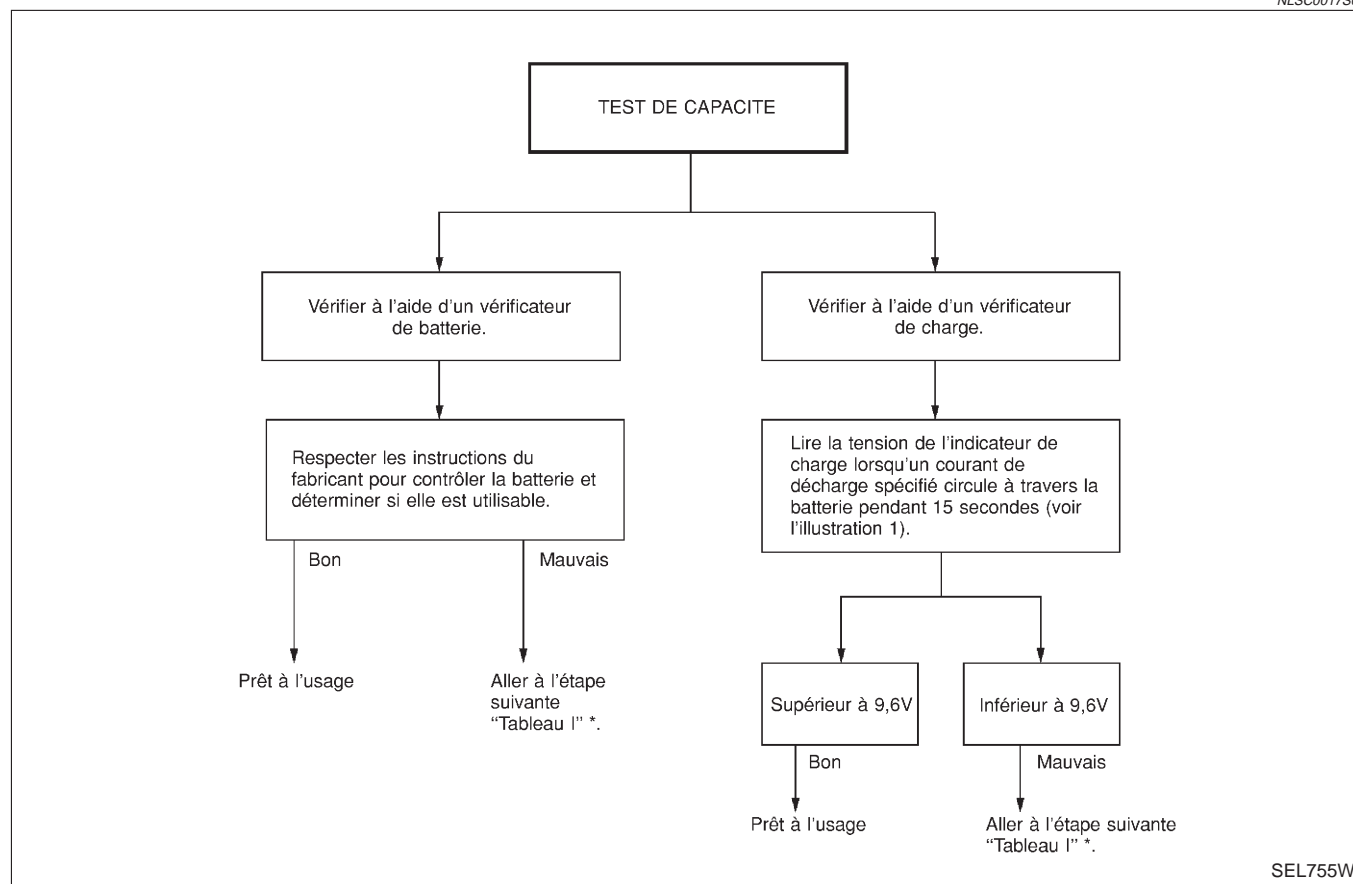 TEST DE CAPACITE
Vérifier à l'aide d'un vérificateur
de batterie.
Vérifier à l'aide d'un vérificateur
de charge.
Respecter les instructions du
fabricant pour contrôler la batterie et
déterminer si elle est utilisable.
Lire la tension de l'indicateur de
charge lorsqu'un courant de
décharge spécifié circule à travers la
batterie pendant 15 secondes (voir
l'illustration 1).
Bon
Mauvais
Prêt à l'usage
Aller à l'étape
suivante
“Tableau I” *.
Supérieur à 9,6V
Inférieur à 9,6V
Bon
Mauvais
Prêt à l'usage
Aller à l'étape suivante
“Tableau I” *.
SEL755W